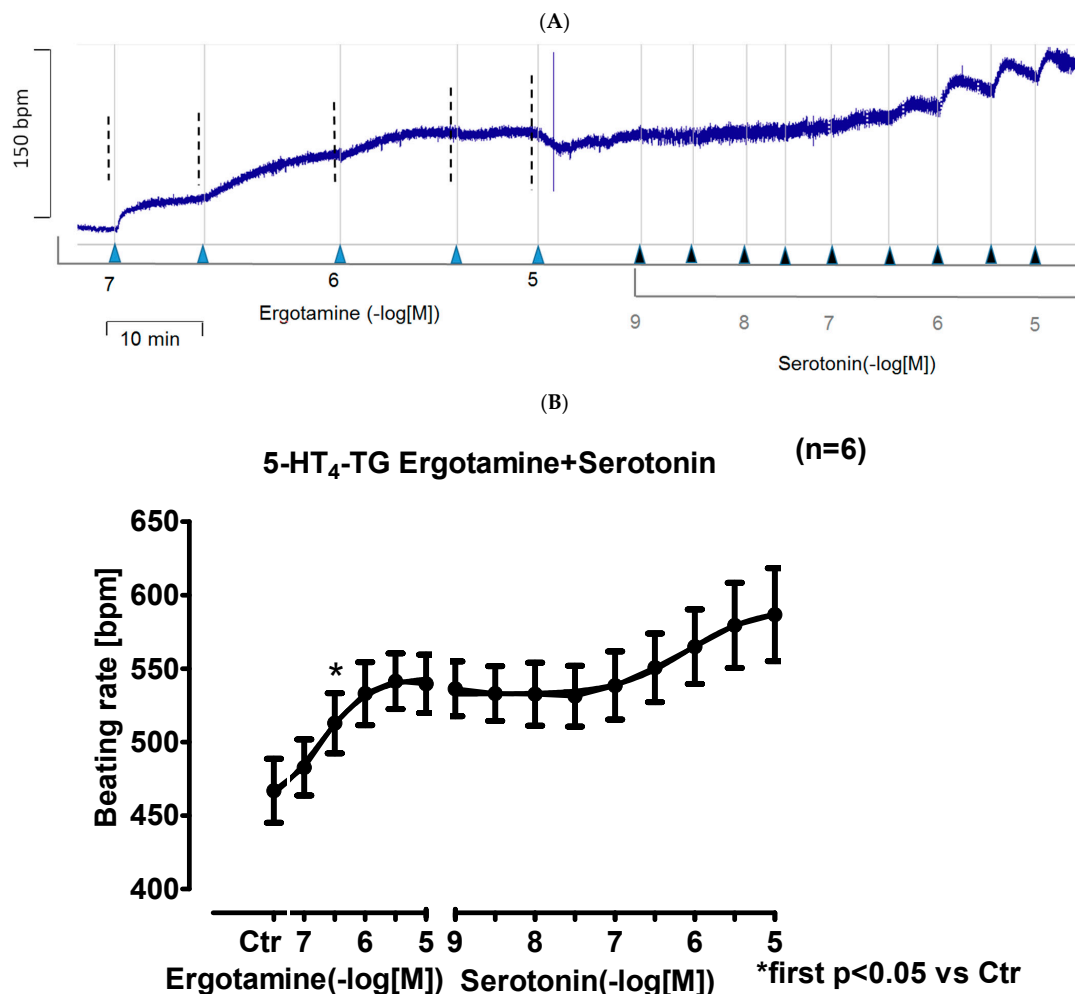 (A)
150 bpm
7 6 5
Ergotamine (-log[M])
10 min
9 8 7 6 5
Serotonin(-log[M])
(B)
5-HT4-TG Ergotamine+Serotonin (n=6)
Beating rate [bpm]
650
600
550
500
450
400
*
Ctr 7 6 5 9 8 7 6 5
Ergotamine(-log[M]) Serotonin(-log[M])
*first p<0.05 vs Ctr